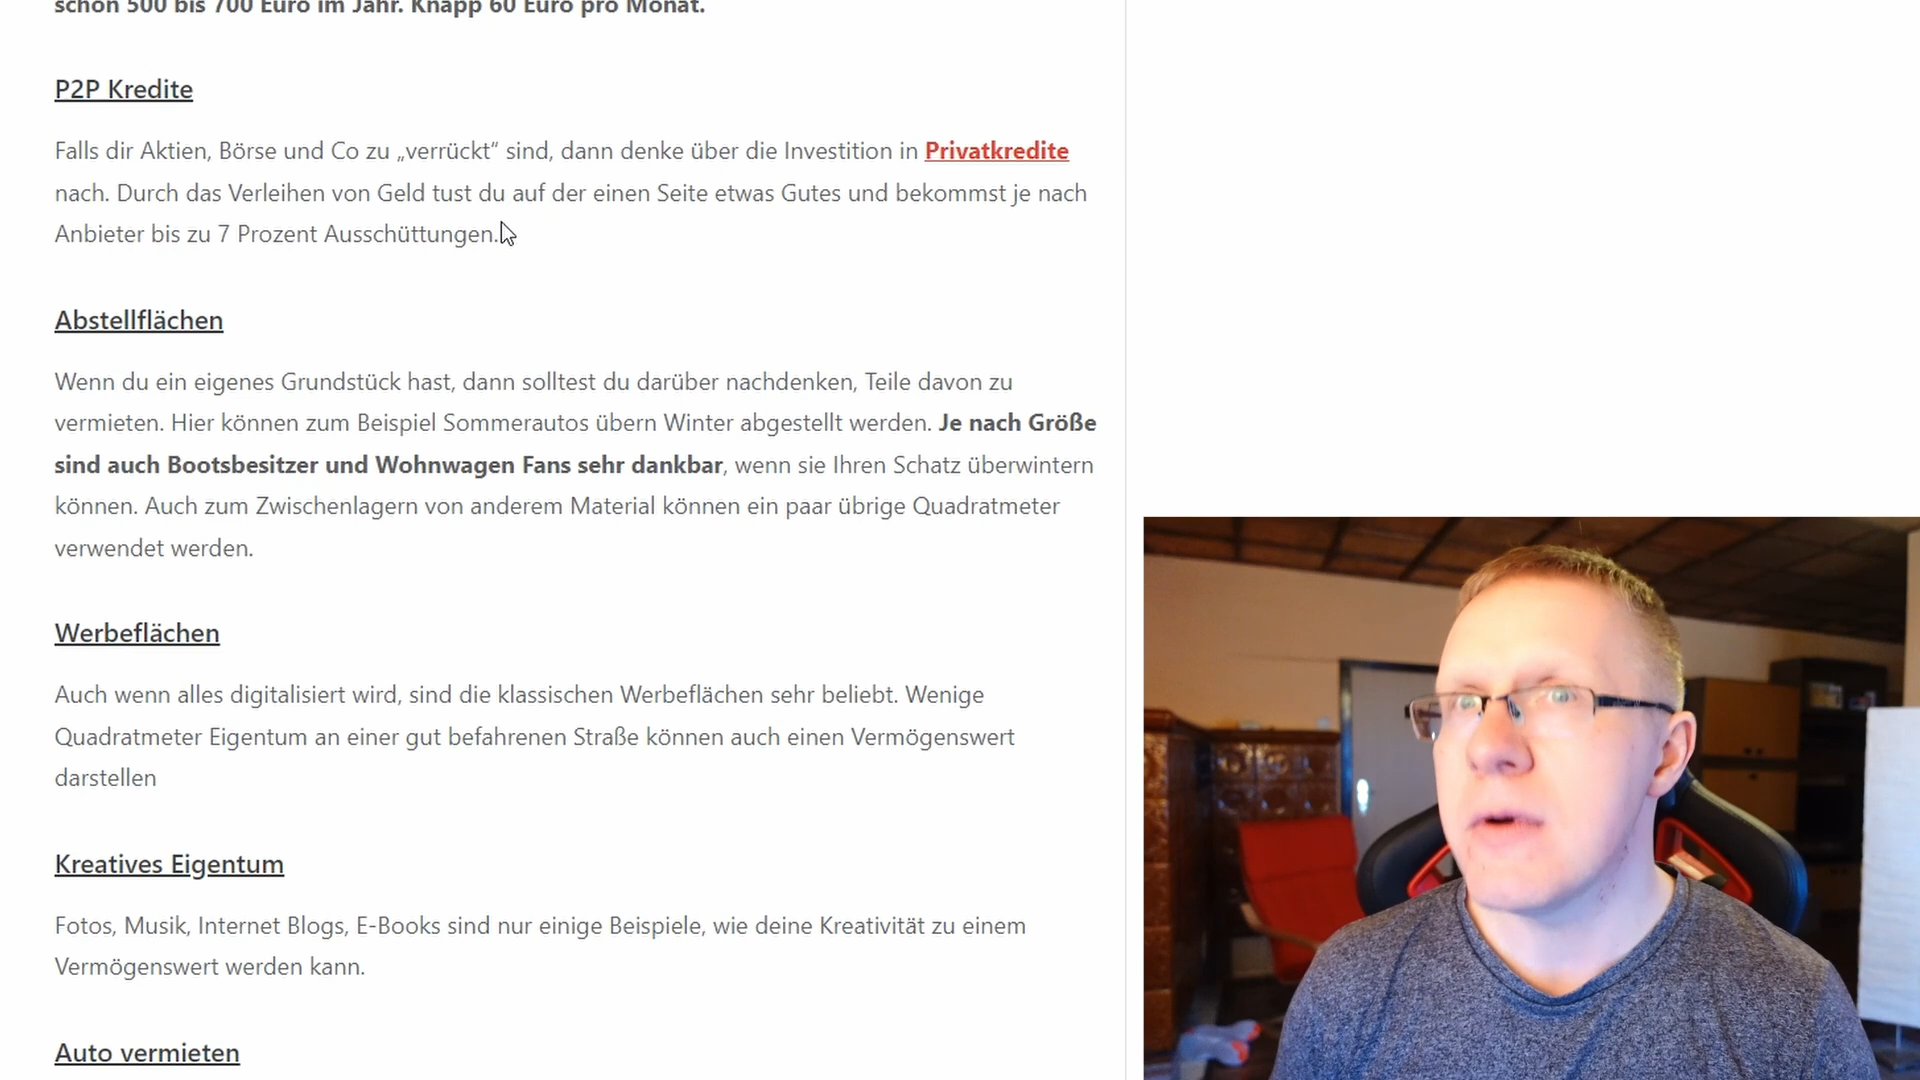 schon 500 bis 700 Euro im Jahr. Knapp 60 Euro pro Monat.
P2P Kredite
Falls dir Aktien, Börse und Co zu „verrückt“ sind, dann denke über die Investition in Privatkredite
nach. Durch das Verleihen von Geld tust du auf der einen Seite etwas Gutes und bekommst je nach
Anbieter bis zu 7 Prozent Ausschüttungen.
Abstellflächen
Wenn du ein eigenes Grundstück hast, dann solltest du darüber nachdenken, Teile davon zu
vermieten. Hier können zum Beispiel Sommerautos übern Winter abgestellt werden. Je nach Größe
sind auch Bootsbesitzer und Wohnwagen Fans sehr dankbar, wenn sie Ihren Schatz überwintern
können. Auch zum Zwischenlagern von anderem Material können ein paar übrige Quadratmeter
verwendet werden.
Werbeflächen
Auch wenn alles digitalisiert wird, sind die klassischen Werbeflächen sehr beliebt. Wenige
Quadratmeter Eigentum an einer gut befahrenen Straße können auch einen Vermögenswert
darstellen
Kreatives Eigentum
Fotos, Musik, Internet Blogs, E-Books sind nur einige Beispiele, wie deine Kreativität zu einem
Vermögenswert werden kann.
Auto vermieten